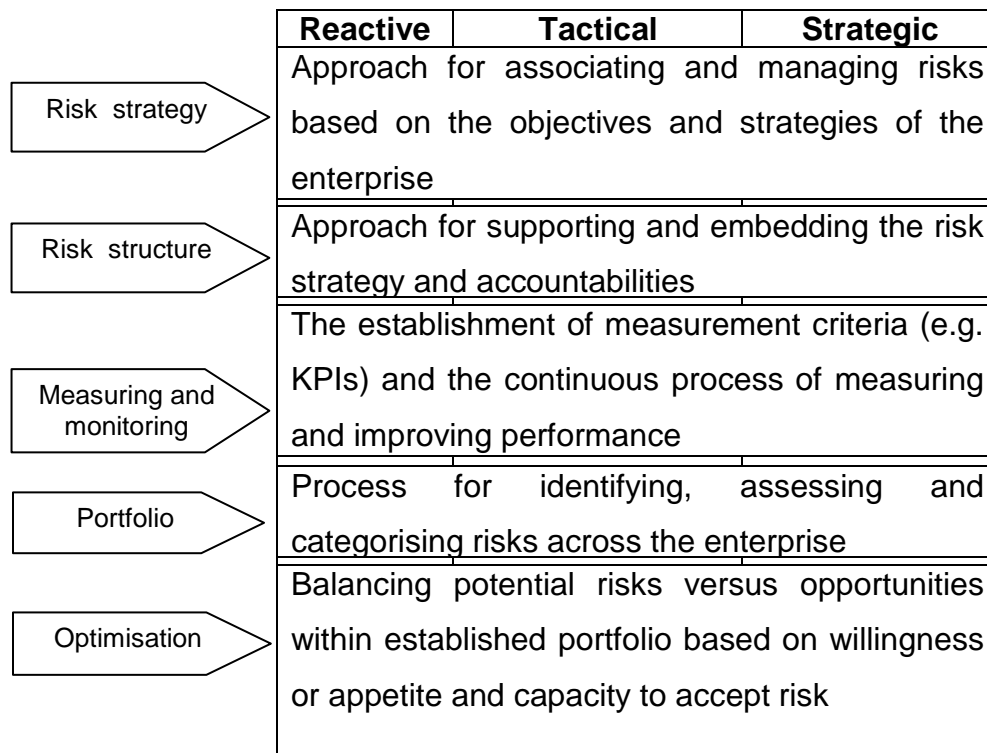 Reactive Tactical Strategic
Risk strategy
Approach for associating and managing risks
based on the objectives and strategies of the
enterprise
Risk structure
Approach for supporting and embedding the risk
strategy and accountabilities
Measuring and
monitoring
The establishment of measurement criteria (e.g.
KPIs) and the continuous process of measuring
and improving performance
Portfolio
Process for identifying, assessing and
categorising risks across the enterprise
Optimisation
Balancing potential risks versus opportunities
within established portfolio based on willingness
or appetite and capacity to accept risk